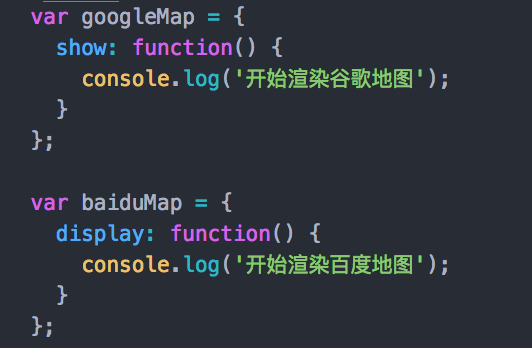 var googleMap = {
  show: function() {
    console.log('开始渲染谷歌地图');
  }
};

var baiduMap = {
  display: function() {
    console.log('开始渲染百度地图');
  }
};